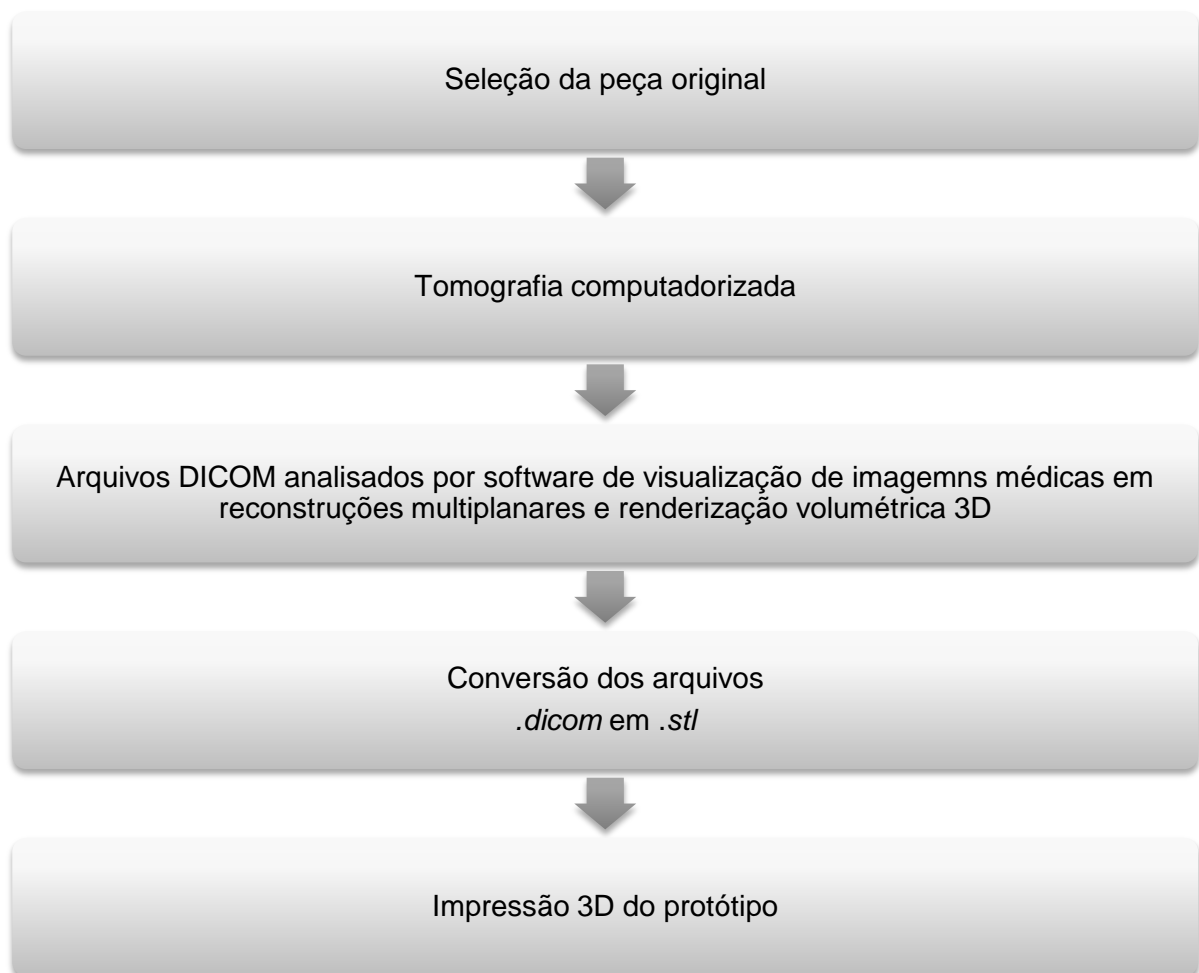 Seleção da peça original
Tomografia computadorizada
Arquivos DICOM analisados por software de visualização de imagemns médicas em
reconstruções multiplanares e renderização volumétrica 3D
Conversão dos arquivos
.dicom em .stl
Impressão 3D do protótipo